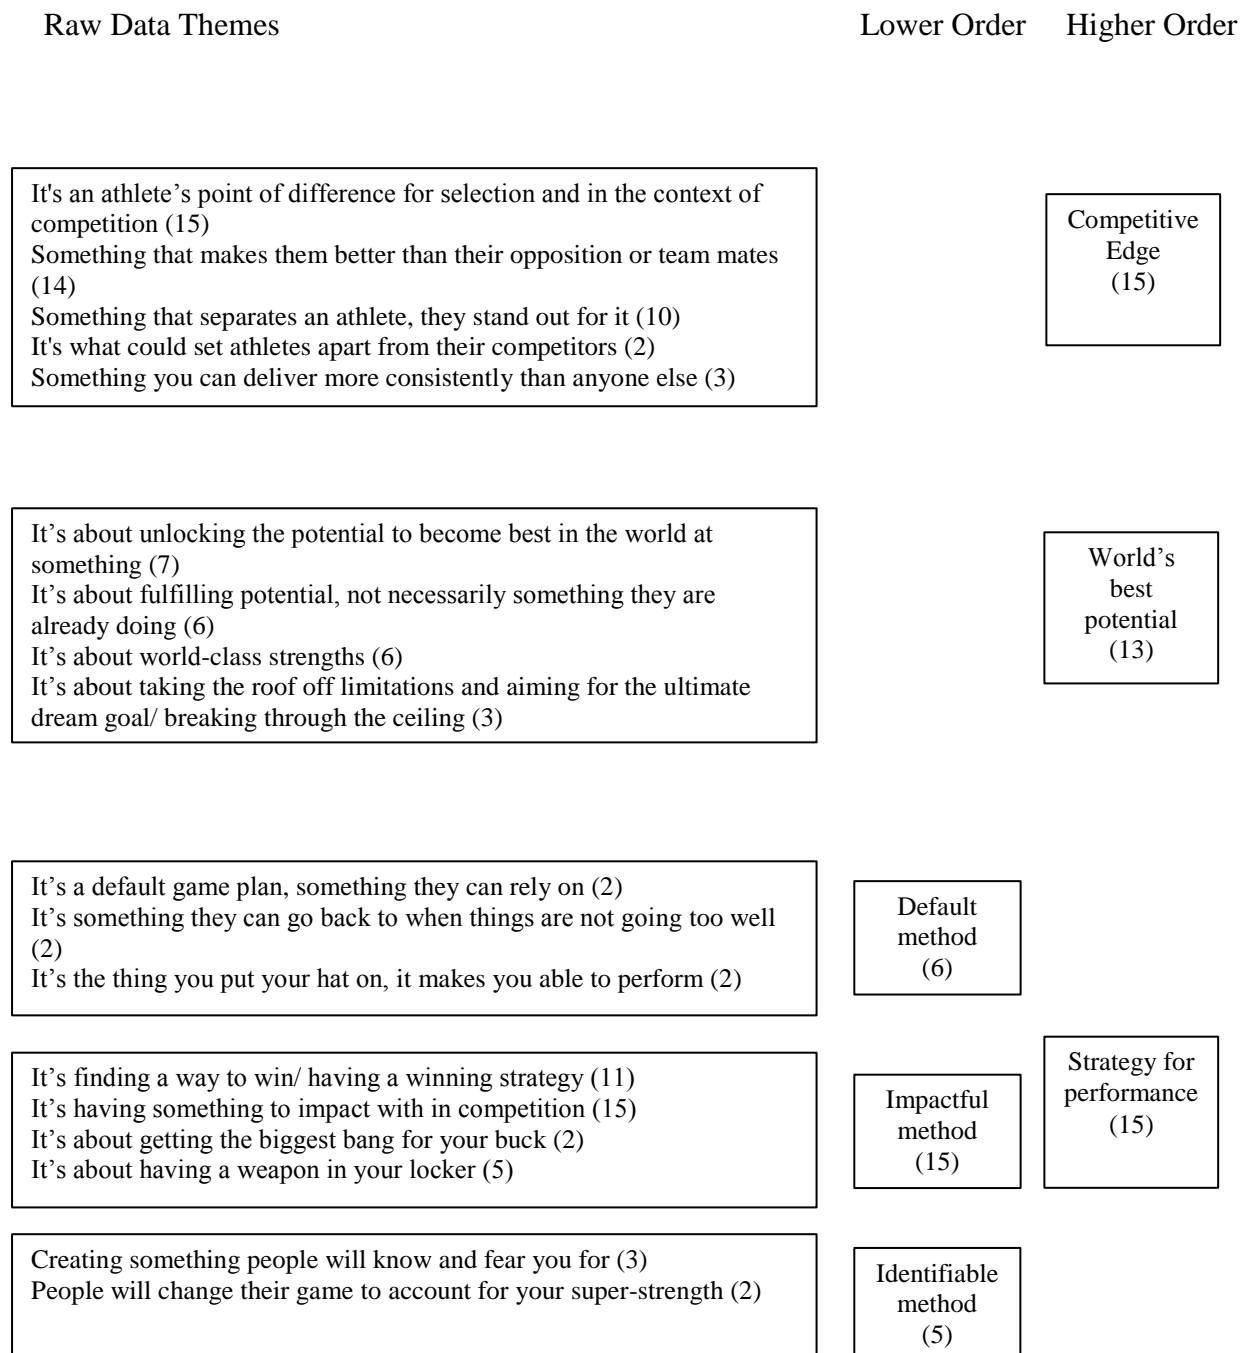 Raw Data Themes
Lower Order
Higher Order
It's an athlete’s point of difference for selection and in the context of
competition (15)
Something that makes them better than their opposition or team mates
(14)
Something that separates an athlete, they stand out for it (10)
It's what could set athletes apart from their competitors (2)
Something you can deliver more consistently than anyone else (3)
Competitive
Edge
(15)
It’s about unlocking the potential to become best in the world at
something (7)
It’s about fulfilling potential, not necessarily something they are
already doing (6)
It’s about world-class strengths (6)
It’s about taking the roof off limitations and aiming for the ultimate
dream goal/ breaking through the ceiling (3)
World’s
best
potential
(13)
It’s a default game plan, something they can rely on (2)
It’s something they can go back to when things are not going too well
(2)
It’s the thing you put your hat on, it makes you able to perform (2)
Default
method
(6)
It’s finding a way to win/ having a winning strategy (11)
It’s having something to impact with in competition (15)
It’s about getting the biggest bang for your buck (2)
It’s about having a weapon in your locker (5)
Impactful
method
(15)
Strategy for
performance
(15)
Creating something people will know and fear you for (3)
People will change their game to account for your super-strength (2)
Identifiable
method
(5)